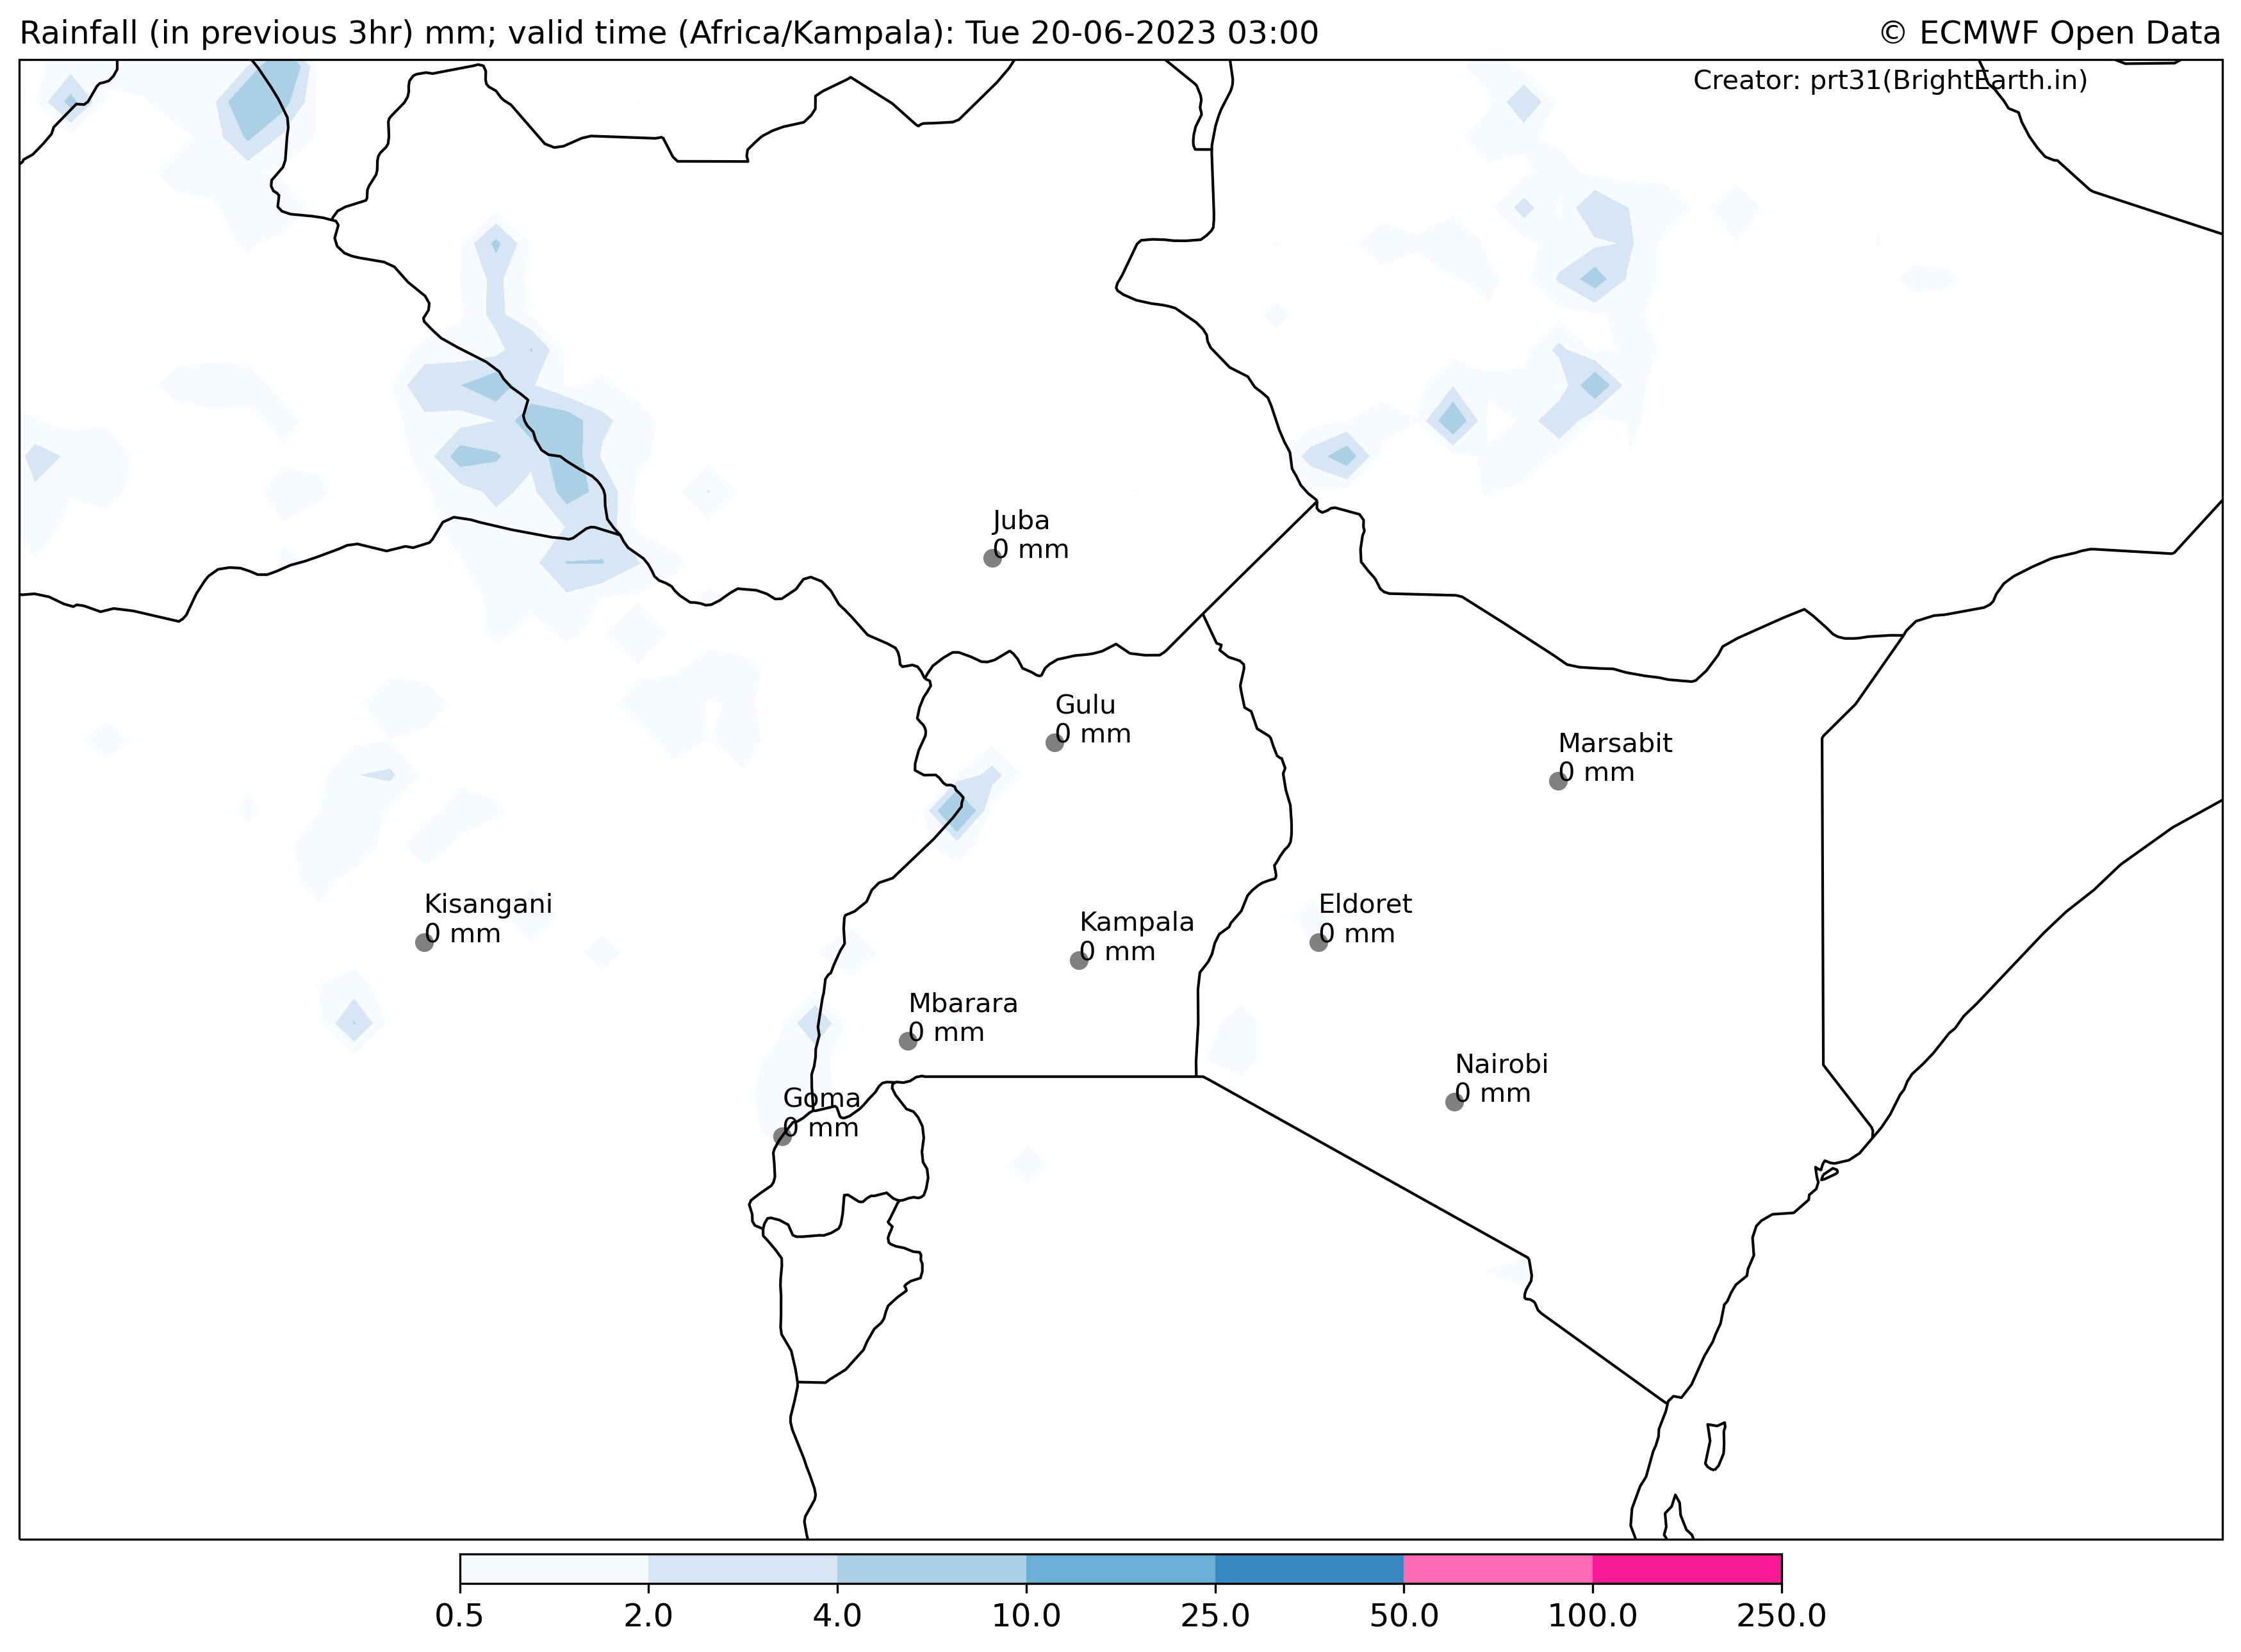 Rainfall (in previous 3hr) mm; valid time (Africa/Kampala): Tue 20-06-2023 03:00
© ECMWF Open Data
Creator: prt31(BrightEarth.in)
Juba
0 mm
Gulu
0 mm
Marsabit
0 mm
Kisangani
0 mm
Kampala
0 mm
Eldoret
0 mm
Mbarara
0 mm
Nairobi
0 mm
Goma
0 mm
0.5 2.0 4.0 10.0 25.0 50.0 100.0 250.0